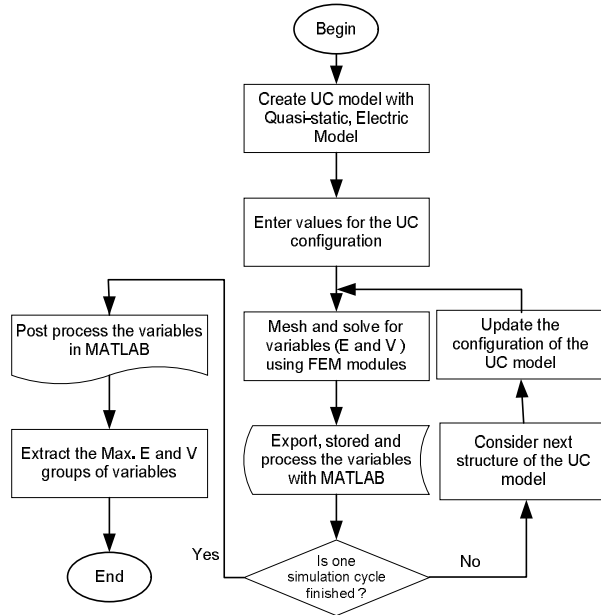 Begin
Create UC model with
Quasi-static, Electric
Model
Enter values for the UC
configuration
Mesh and solve for
variables (E and V )
using FEM modules
Export, stored and
process the variables
with MATLAB
Is one
simulation cycle
finished ?
No
Consider next
structure of the UC
model
Update the
configuration of the
UC model
Yes
Post process the variables
in MATLAB
Extract the Max. E and V
groups of variables
End